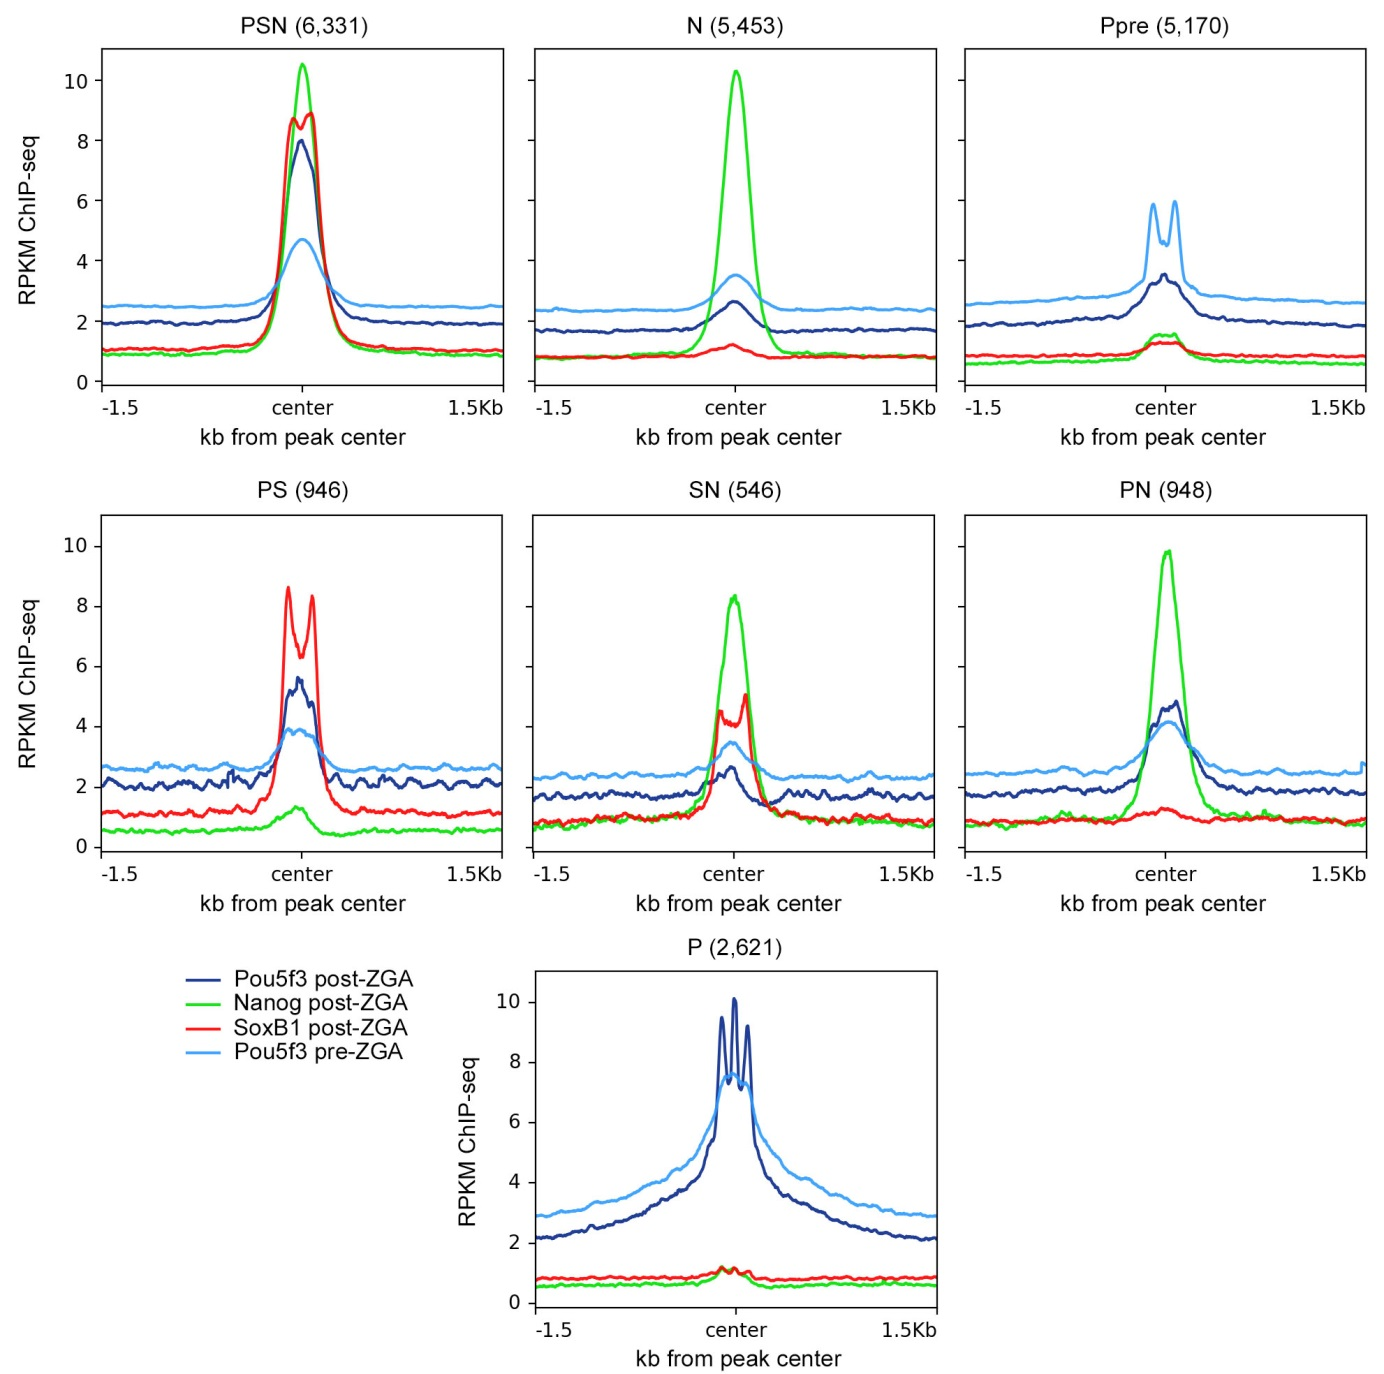 PSN (6,331)
N (5,453)
Ppre (5,170)
RPKM ChIP-seq
10
8
6
4
2
0
-1.5 center 1.5Kb
kb from peak center
-1.5 center 1.5Kb
kb from peak center
-1.5 center 1.5Kb
kb from peak center
PS (946)
SN (546)
PN (948)
RPKM ChIP-seq
10
8
6
4
2
0
-1.5 center 1.5Kb
kb from peak center
-1.5 center 1.5Kb
kb from peak center
-1.5 center 1.5Kb
kb from peak center
Pou5f3 post-ZGA
Nanog post-ZGA
SoxB1 post-ZGA
Pou5f3 pre-ZGA
P (2,621)
RPKM ChIP-seq
10
8
6
4
2
0
-1.5 center 1.5Kb
kb from peak center